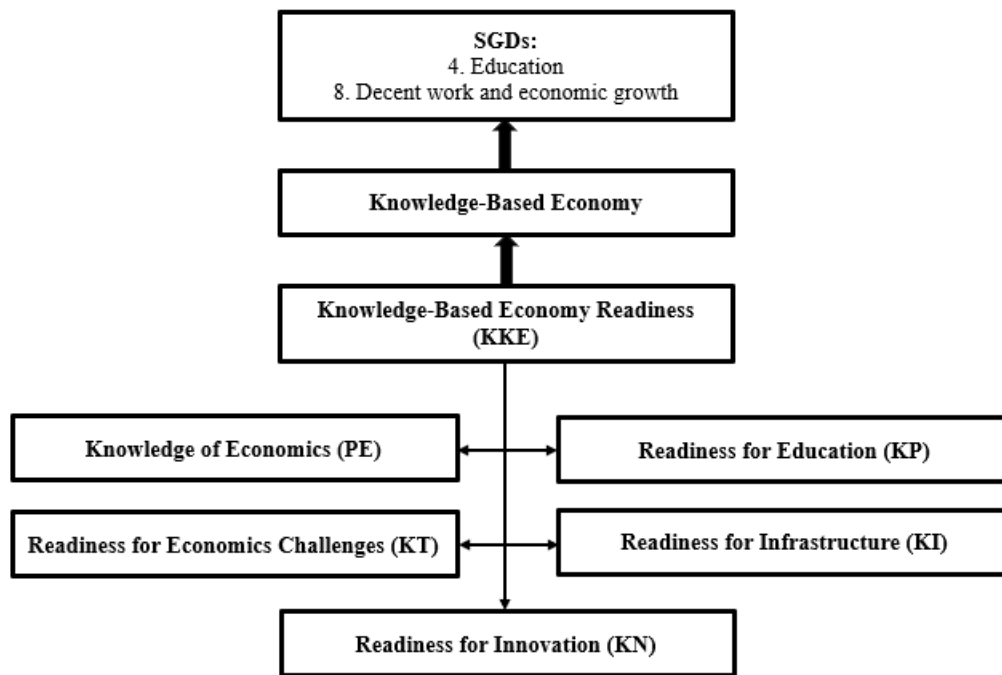 SGDs:
4. Education
8. Decent work and economic growth
Knowledge-Based Economy
Knowledge-Based Economy Readiness
(KKE)
Knowledge of Economics (PE)
Readiness for Education (KP)
Readiness for Economics Challenges (KT)
Readiness for Infrastructure (KI)
Readiness for Innovation (KN)